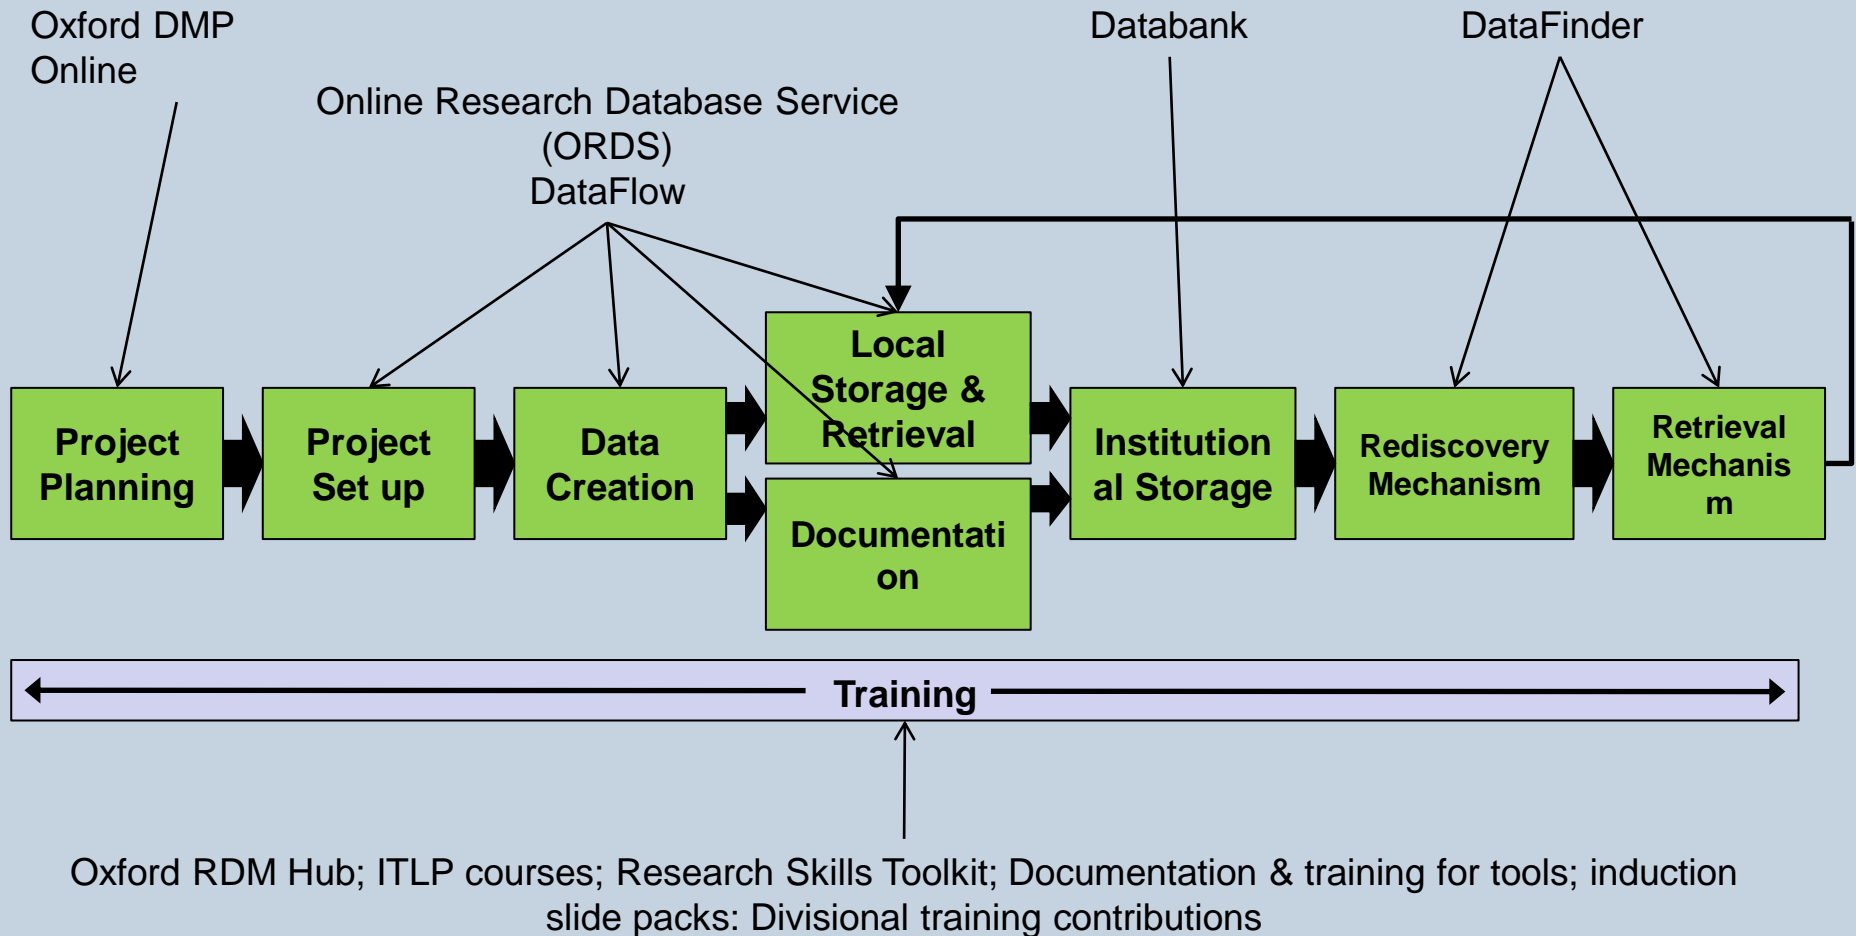 Oxford DMP
Online
Online Research Database Service
(ORDS)
DataFlow
Databank
DataFinder
Project
Planning
Project
Set up
Data
Creation
Local
Storage &
Retrieval
Documentati
on
Institution
al Storage
Rediscovery
Mechanism
Retrieval
Mechanis
m
Training
Oxford RDM Hub; ITLP courses; Research Skills Toolkit; Documentation & training for tools; induction
slide packs: Divisional training contributions